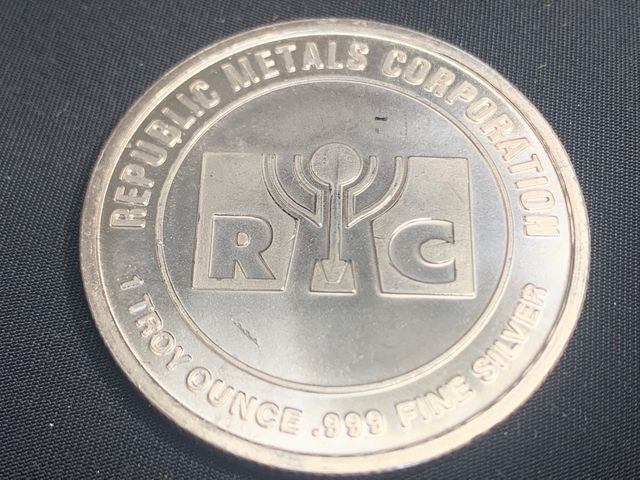 REPUBLIC METALS CORPORATION
R C
1 TROY OUNCE .999 FINE SILVER